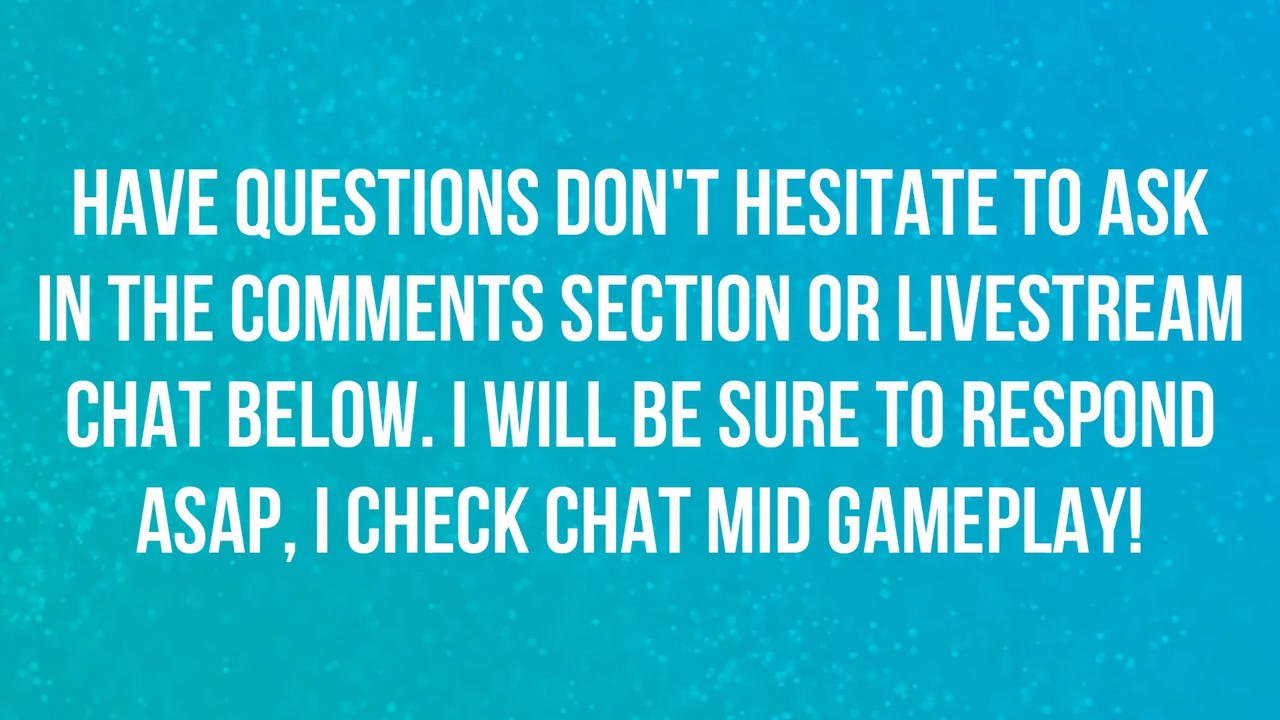 HAVE QUESTIONS DON'T HESITATE TO ASK
IN THE COMMENTS SECTION OR LIVESTREAM
CHAT BELOW. I WILL BE SURE TO RESPOND
ASAP, I CHECK CHAT MID GAMEPLAY!